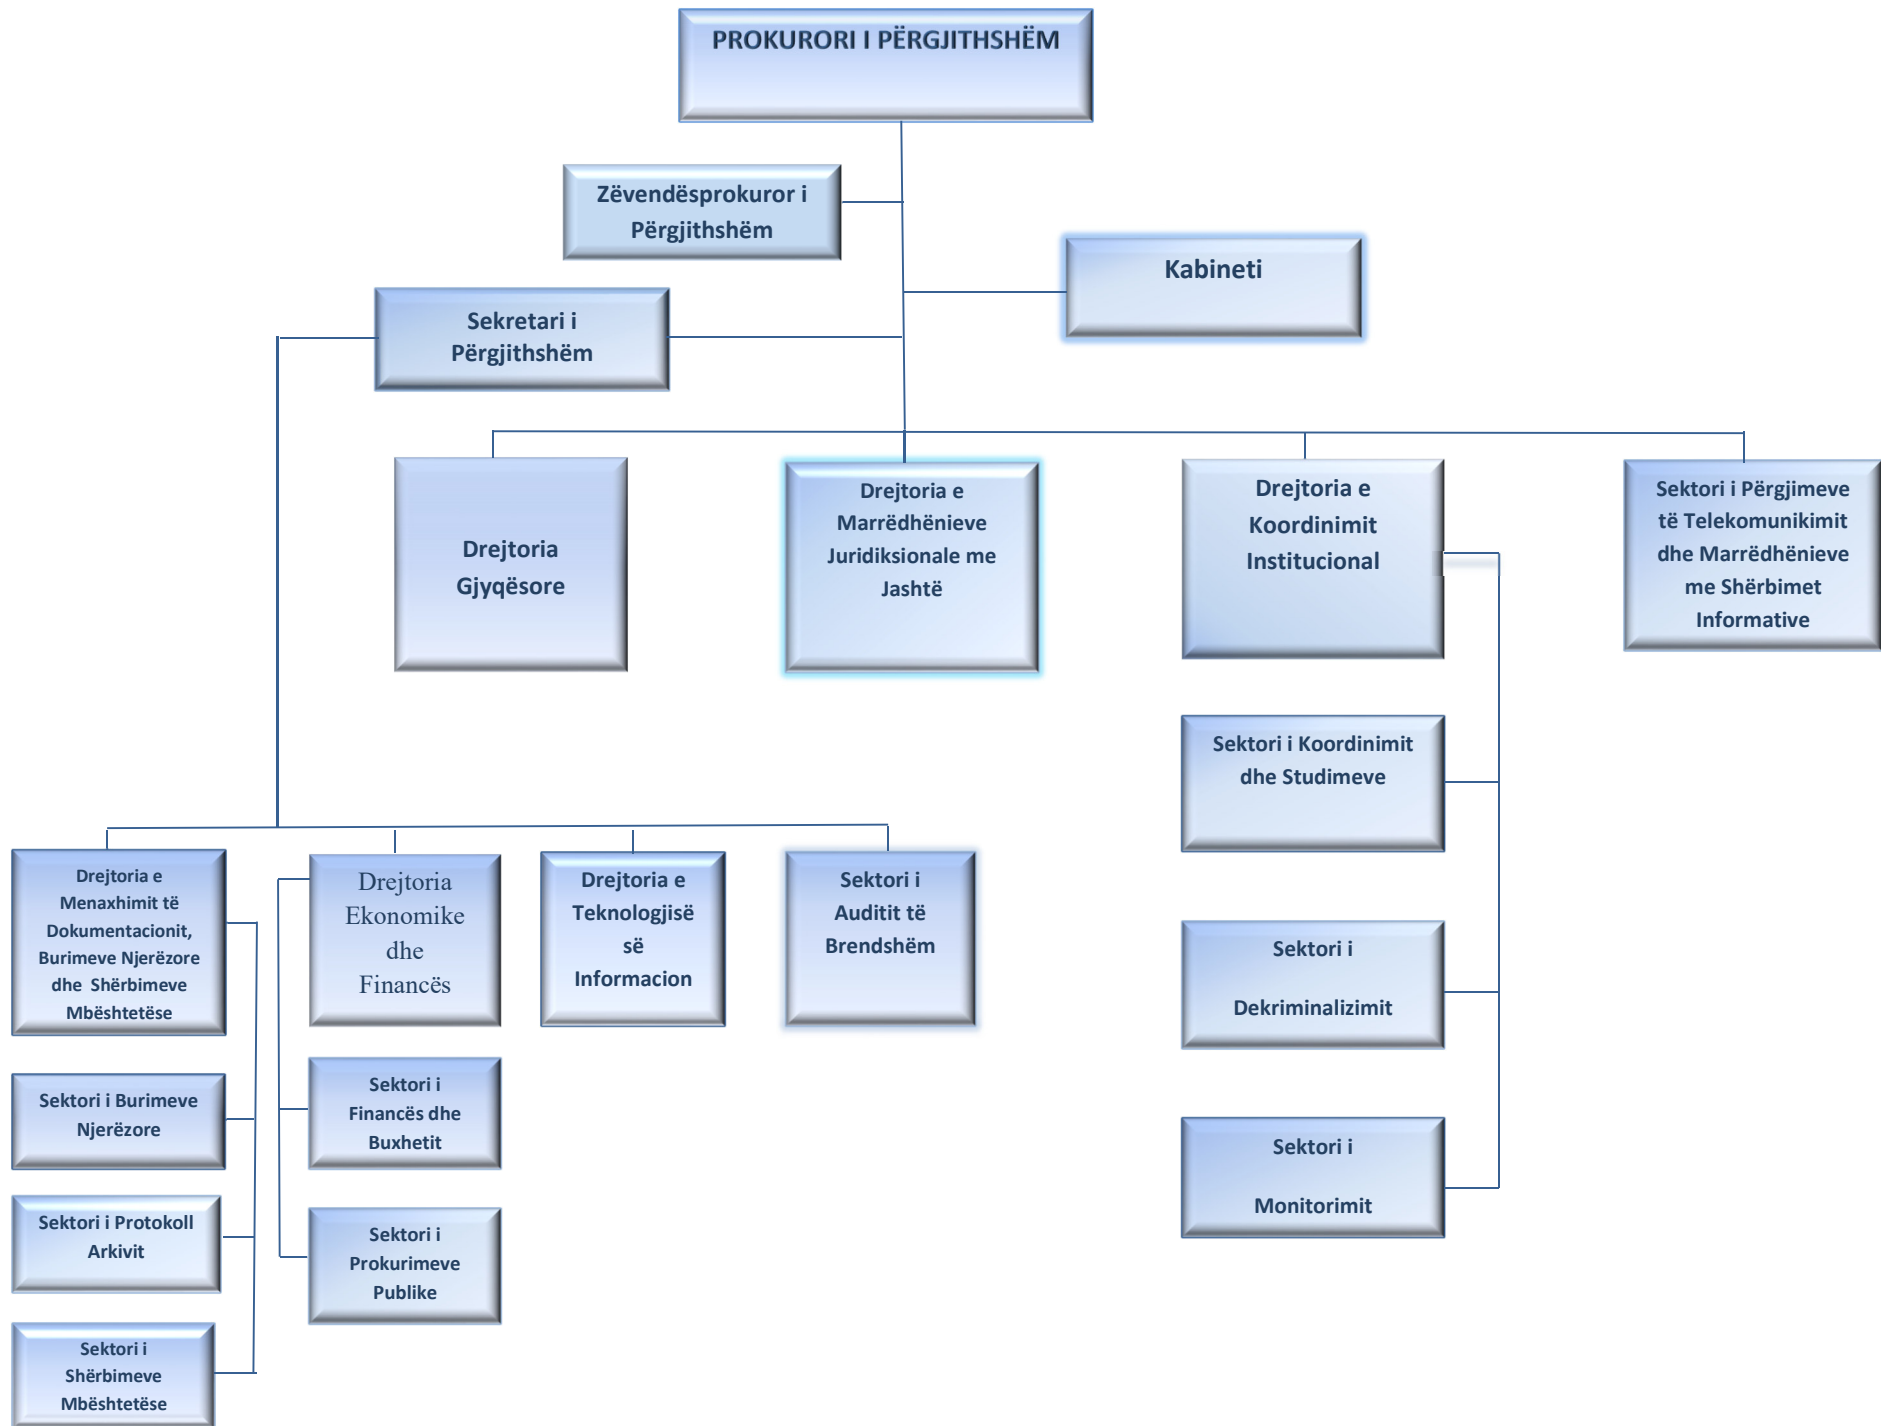 PROKURORI I PËRGJITHSHËM
Zëvendësprokuror i
Përgjithshëm
Kabineti
Sekretari i
Përgjithshëm
Drejtoria
Gjyqësore
Drejtoria e
Marrëdhënieve
Juridiksionale me
Jashtë
Drejtoria e
Koordinimit
Institucional
Sektori i Përgjimeve
të Telekomunikimit
dhe Marrëdhënieve
me Shërbimet
Informative
Sektori i Koordinimit
dhe Studimeve
Sektori i
Dekriminalizimit
Sektori i
Monitorimit
Drejtoria e
Menaxhimit të
Dokumentacionit,
Burimeve Njerëzore
dhe Shërbimeve
Mbështetëse
Sektori i Burimeve
Njerëzore
Sektori i Protokoll
Arkivit
Sektori i
Shërbimeve
Mbështetëse
Drejtoria
Ekonomike
dhe
Financës
Sektori i
Financës dhe
Buxhetit
Sektori i
Prokurimeve
Publike
Drejtoria e
Teknologjisë
së
Informacion
Sektori i
Auditit të
Brendshëm